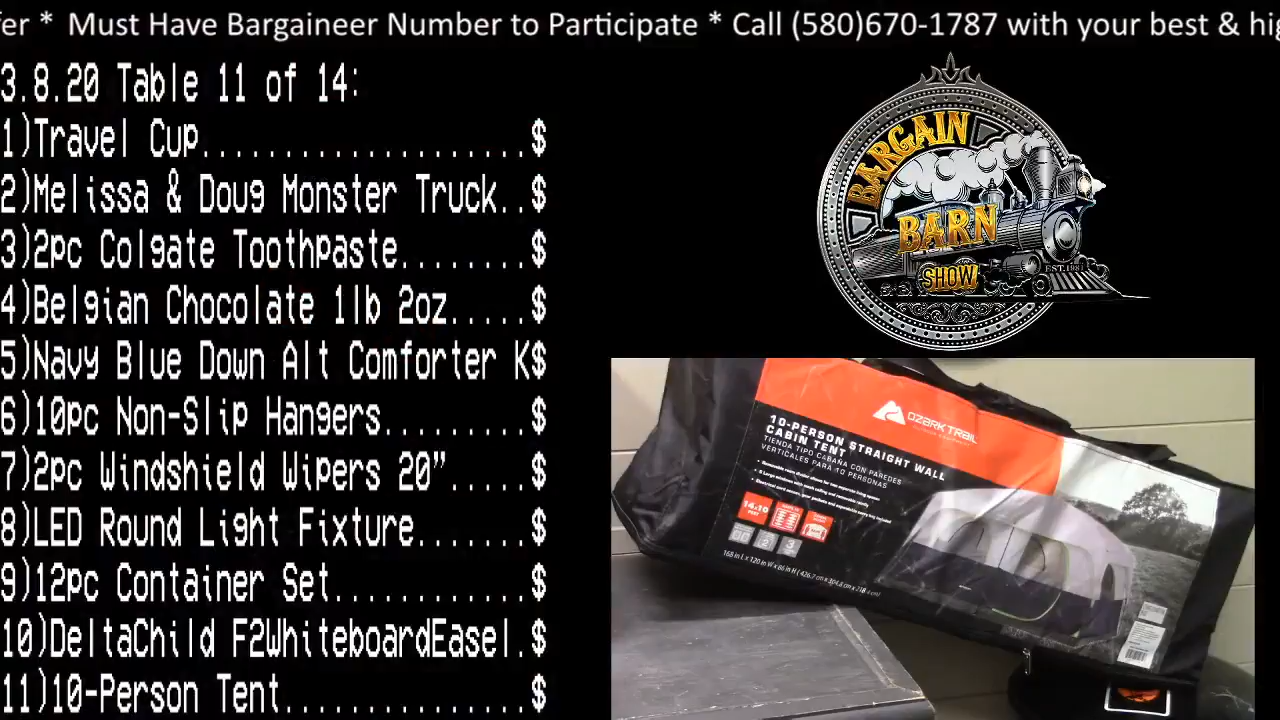 er * Must Have Bargaineer Number to Participate * Call (580)670-1787 with your best & hig
3.8.20 Table 11 of 14:
1)Travel Cup....................$
2)Melissa & Doug Monster Truck..$
3)2pc Colgate Toothpaste........$
4)Belgian Chocolate 1lb 2oz.....$
5)Navy Blue Down Alt Comforter K$
6)10pc Non-Slip Hangers.........$
7)2pc Windshield Wipers 20”.....$
8)LED Round Light Fixture.......$
9)12pc Container Set............$
10)DeltaChild F2WhiteboardEasel.$
11)10-Person Tent...............$
BARGAIN
BARN
SHOW
OZARK TRAIL
10-PERSON STRAIGHT WALL
CABIN TENT
TIENDA TIPO CABAÑA CON PAREDES
VERTICALES PARA 10 PERSONAS
14x10